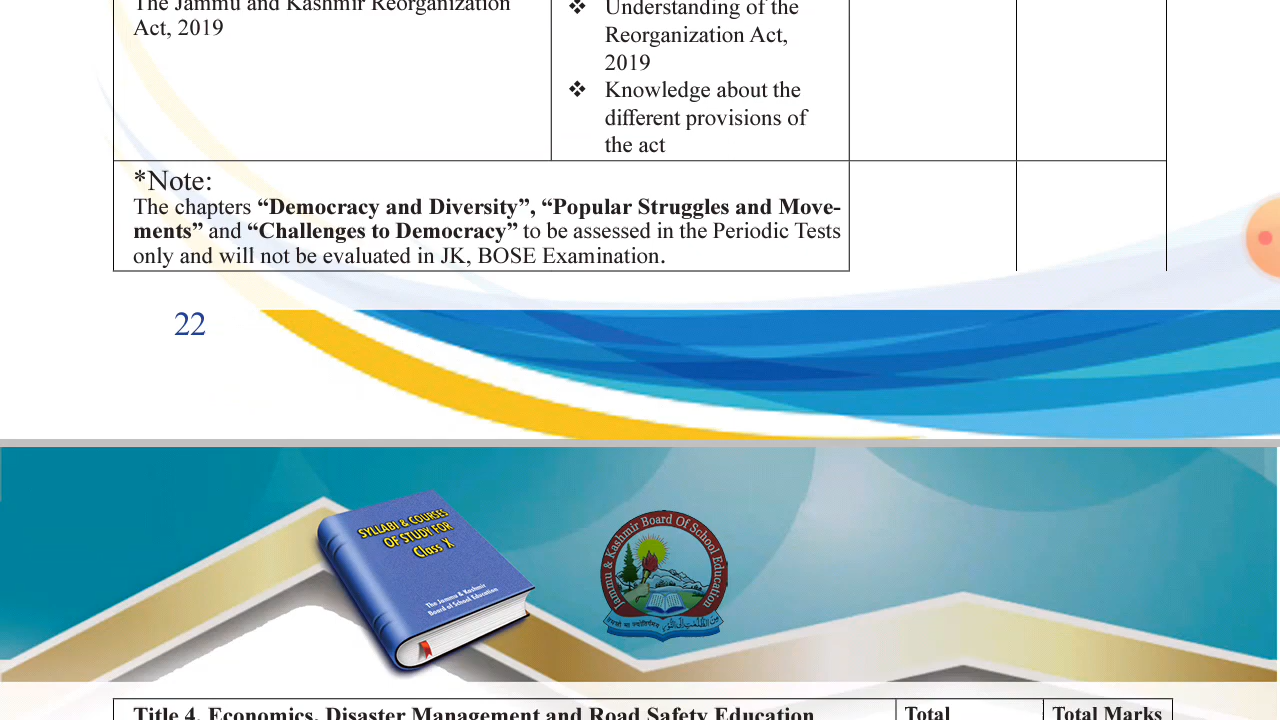 The Jammu and Kashmir Reorganization
Act, 2019
❖ Understanding of the
Reorganization Act,
2019
❖ Knowledge about the
different provisions of
the act
*Note:
The chapters “Democracy and Diversity”, “Popular Struggles and Move-
ments” and “Challenges to Democracy” to be assessed in the Periodic Tests
only and will not be evaluated in JK, BOSE Examination.
22
SYLLABI & COURSES
OF STUDY FOR
Class X
The Jammu & Kashmir
Board of School Education
Jammu & Kashmir Board Of School Education
Title 4. Economics, Disaster Management and Road Safety Education
Total
Total Marks